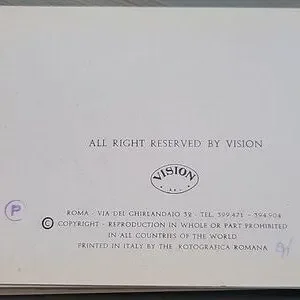 ALL RIGHT RESERVED BY VISION
VISION
P
ROMA - VIA DEL GHIRLANDAIO 38 - TEL. 399.471 - 394.904
© COPYRIGHT - REPRODUCTION IN WHOLE OR PART PROHIBITED
IN ALL COUNTRIES OF THE WORLD
PRINTED IN ITALY BY THE ROTOGRAFICA ROMANA